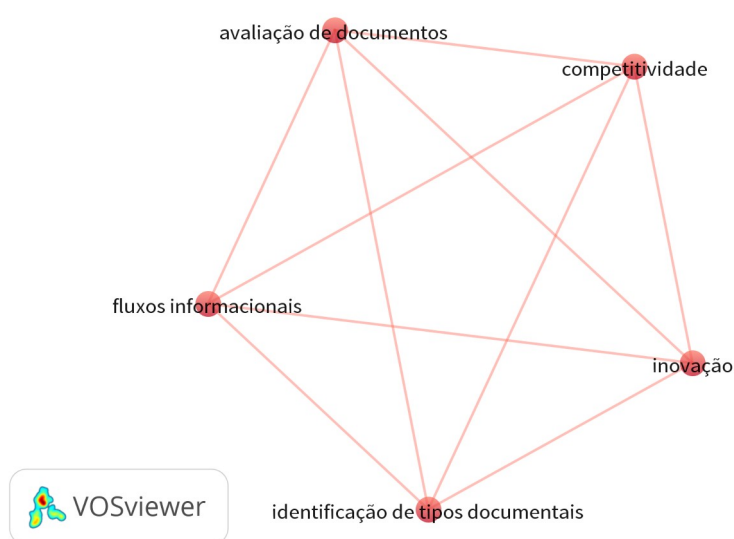 avaliação de documentos
competitividade
fluxos informacionais
inovação
identificação de tipos documentais
VOSviewer